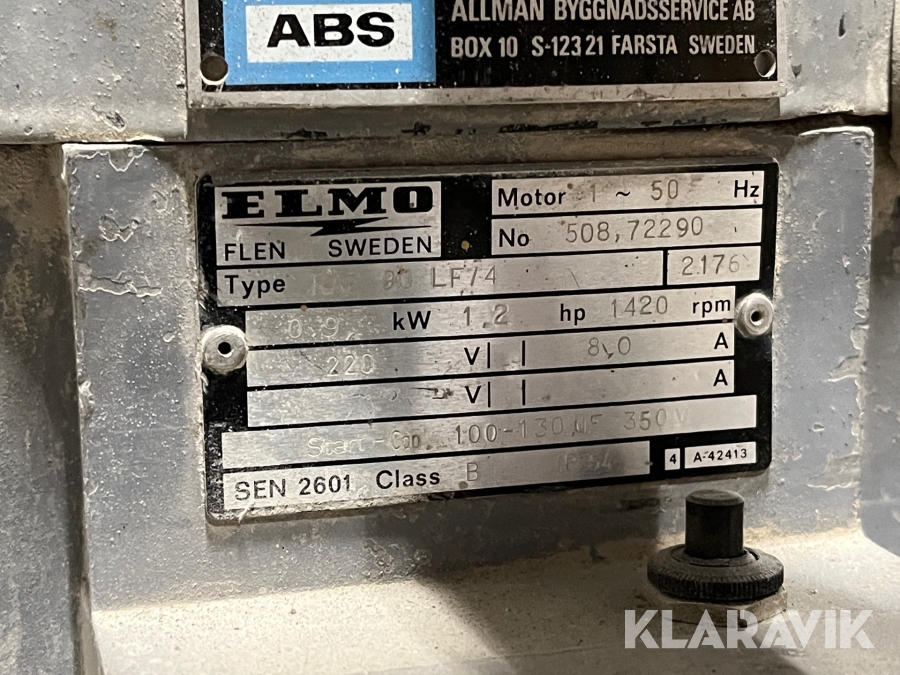 ABS
ALLMAN BYGGNADSSERVICE AB
BOX 10 S-123 21 FARSTA SWEDEN
ELMO
FLEN SWEDEN
Motor 1 ~ 50 Hz
No 508,72290
Type 90 LF/4
2.176
0,9 kW 1,2 hp 1420 rpm
220 V 8,0 A
V A
Start-Cap 100-130 µF 350 V
SEN 2601 Class B
4 A-42413
KLARAVIK